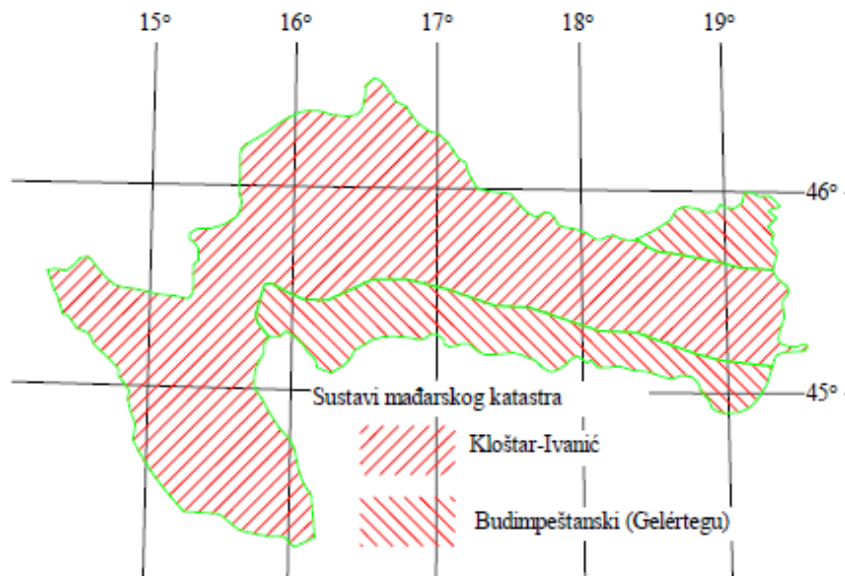 15° 16° 17° 18° 19°
46°
45°
Sustavi mađarskog katastra
Kloštar-Ivanić
Budimpeštanski (Gelértegu)